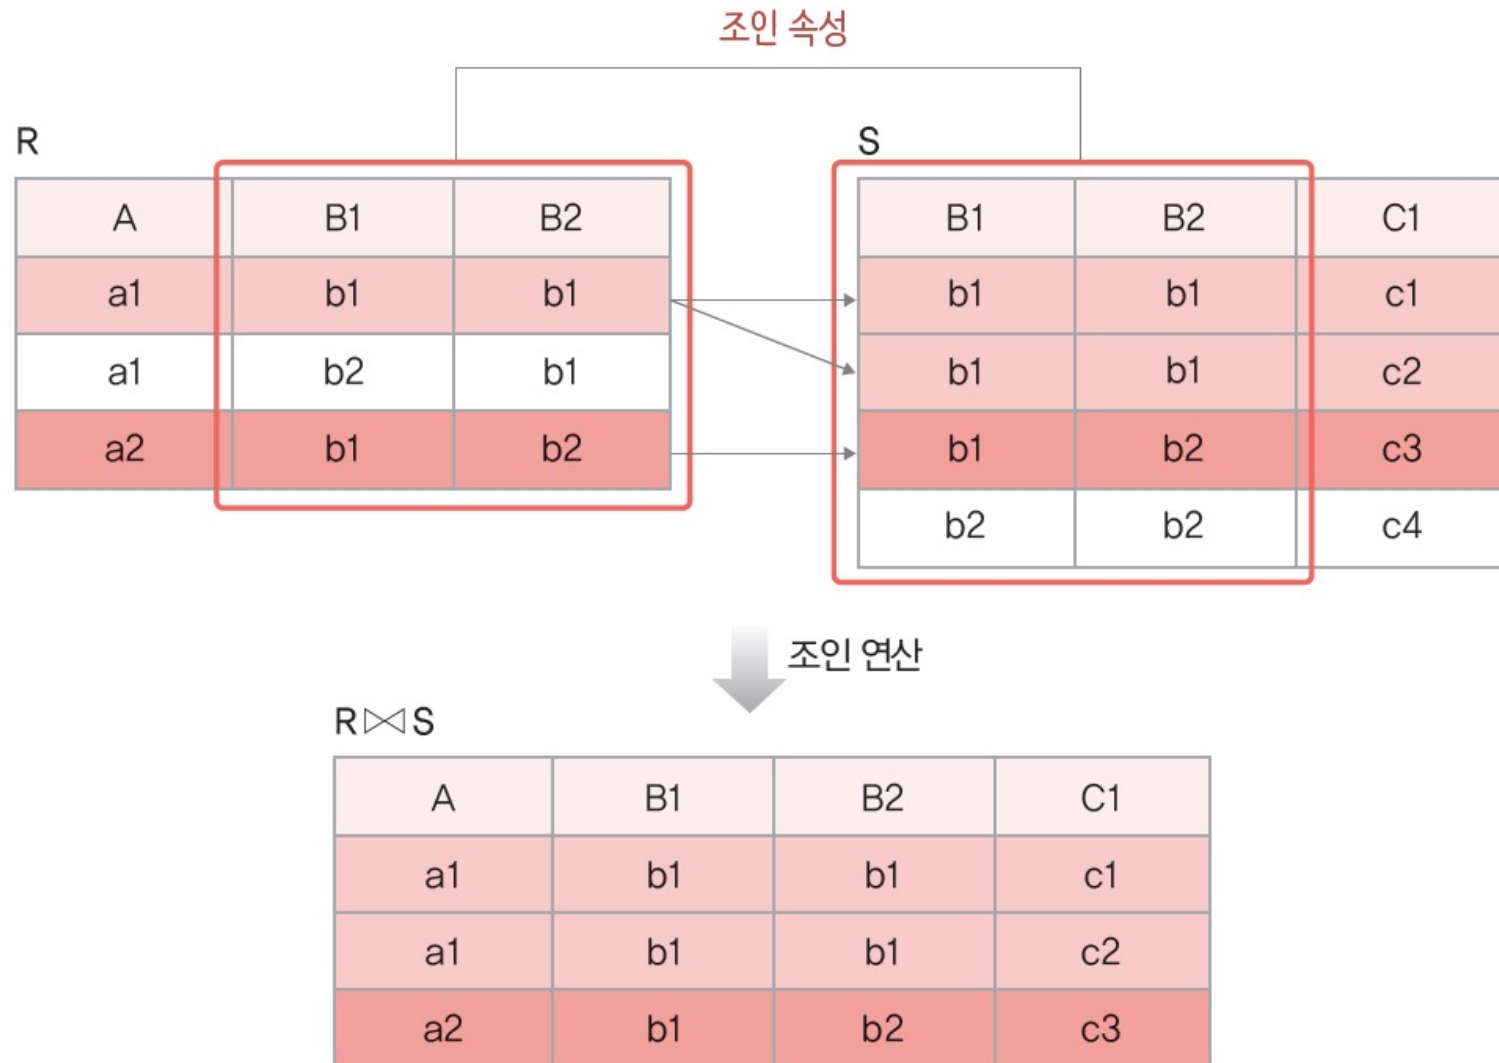 조인 속성
R
A B1 B2
a1 b1 b1
a1 b2 b1
a2 b1 b2
S
B1 B2 C1
b1 b1 c1
b1 b1 c2
b1 b2 c3
b2 b2 c4
조인 연산
R⋈S
A B1 B2 C1
a1 b1 b1 c1
a1 b1 b1 c2
a2 b1 b2 c3